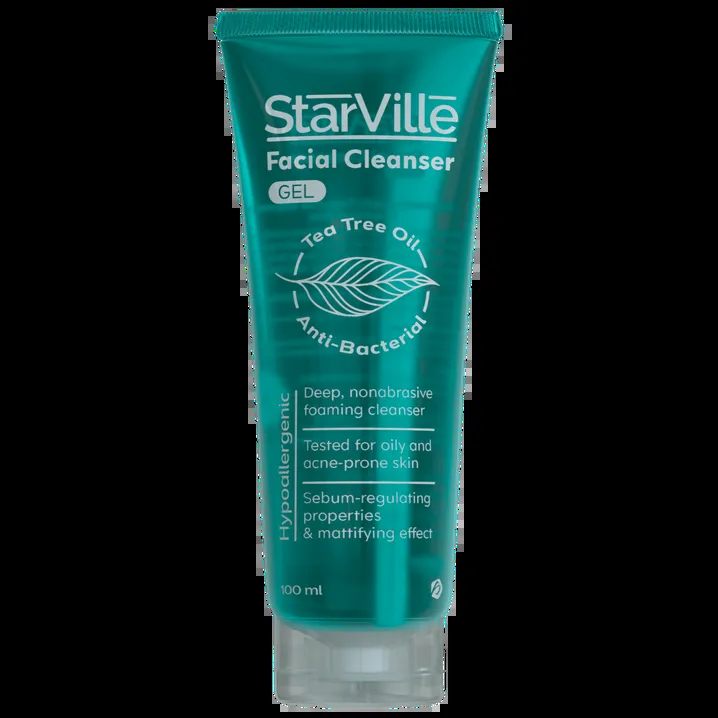 StarVille
Facial Cleanser
GEL
Tea Tree Oil
Anti-Bacterial
Hypoallergenic
Deep, nonabrasive
foaming cleanser
Tested for oily and
acne-prone skin
Sebum-regulating
properties
& mattifying effect
100 ml